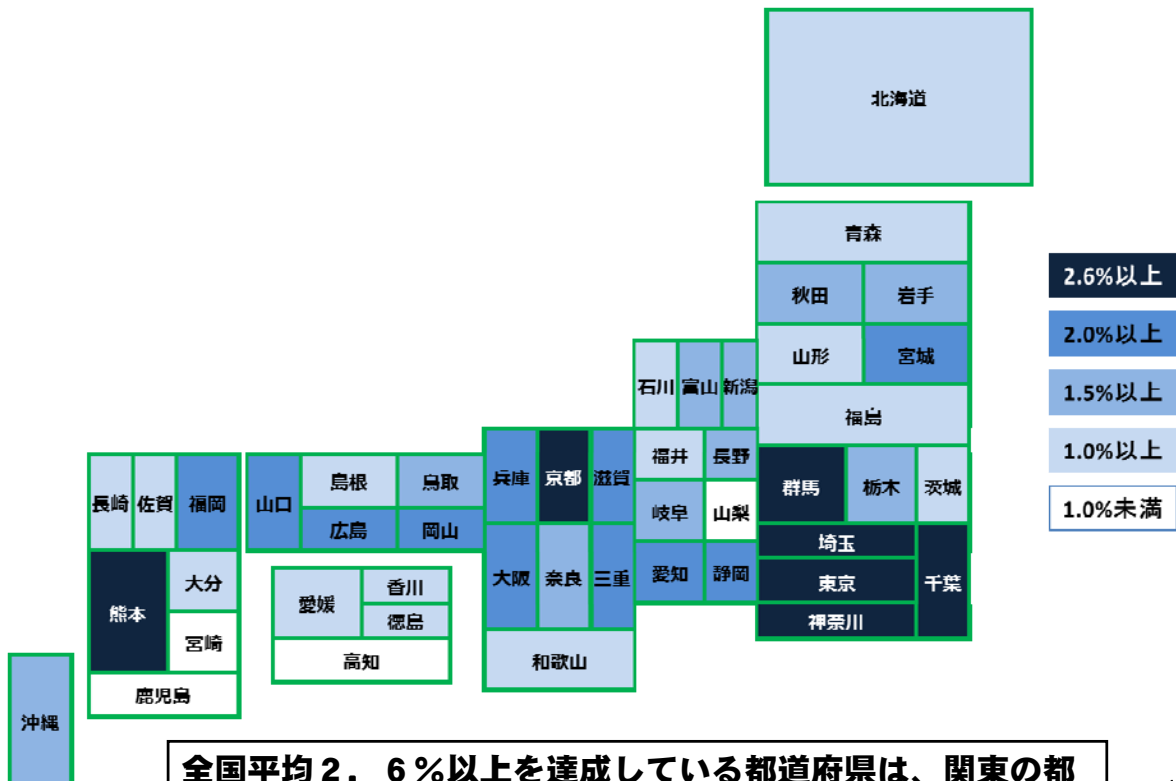 北海道
青森
秋田 岩手
山形 宮城
福島
石川 富山 新潟
福井 長野
岐阜 山梨
愛知 静岡
群馬 栃木 茨城
埼玉
東京
千葉
神奈川
兵庫 京都 滋賀
大阪 奈良 三重
和歌山
山口 島根 鳥取
広島 岡山
愛媛 香川
徳島
高知
長崎 佐賀 福岡
熊本 大分
宮崎
鹿児島
沖縄
2.6%以上
2.0%以上
1.5%以上
1.0%以上
1.0%未満
全国平均2.6%以上を達成している都道府県は、関東の都